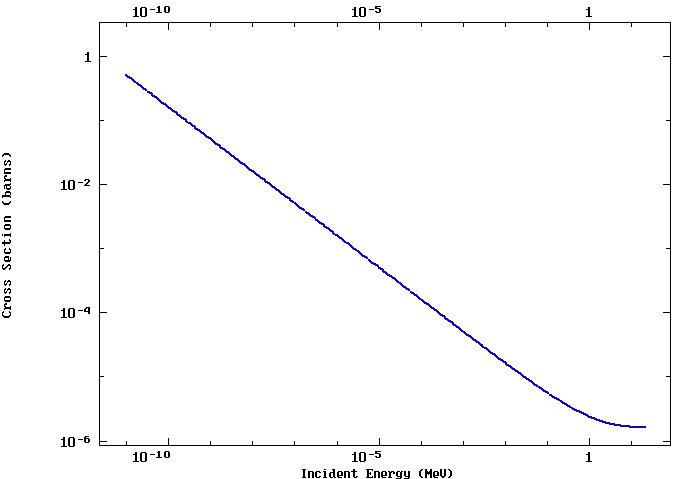 10⁻¹⁰ 10⁻⁵ 1
1
10⁻²
10⁻⁴
10⁻⁶
Cross Section (barns)
10⁻¹⁰ 10⁻⁵ 1
Incident Energy (MeV)